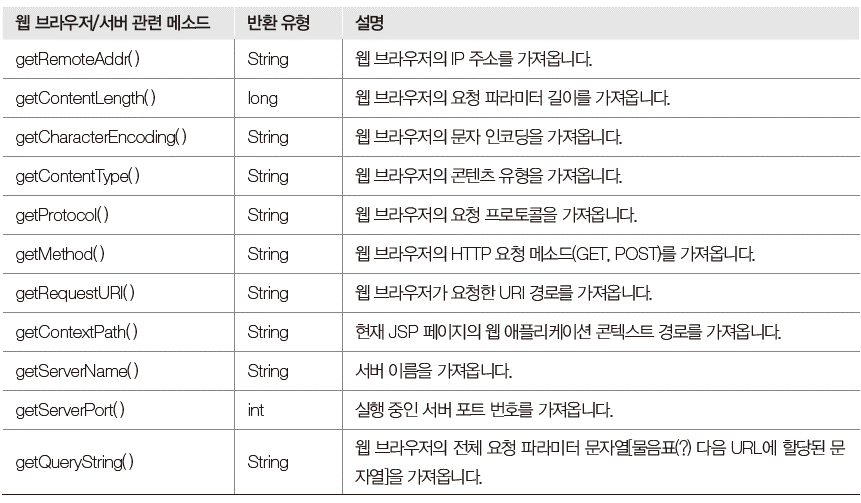 웹 브라우저/서버 관련 메소드 반환 유형 설명
getRemoteAddr() String 웹 브라우저의 IP 주소를 가져옵니다.
getContentLength() long 웹 브라우저의 요청 파라미터 길이를 가져옵니다.
getCharacterEncoding() String 웹 브라우저의 문자 인코딩을 가져옵니다.
getContentType() String 웹 브라우저의 콘텐츠 유형을 가져옵니다.
getProtocol() String 웹 브라우저의 요청 프로토콜을 가져옵니다.
getMethod() String 웹 브라우저의 HTTP 요청 메소드(GET, POST)를 가져옵니다.
getRequestURI() String 웹 브라우저가 요청한 URI 경로를 가져옵니다.
getContextPath() String 현재 JSP 페이지의 웹 애플리케이션 콘텍스트 경로를 가져옵니다.
getServerName() String 서버 이름을 가져옵니다.
getServerPort() int 실행 중인 서버 포트 번호를 가져옵니다.
getQueryString() String 웹 브라우저의 전체 요청 파라미터 문자열[물음표(?) 다음 URL에 할당된 문
자열]을 가져옵니다.